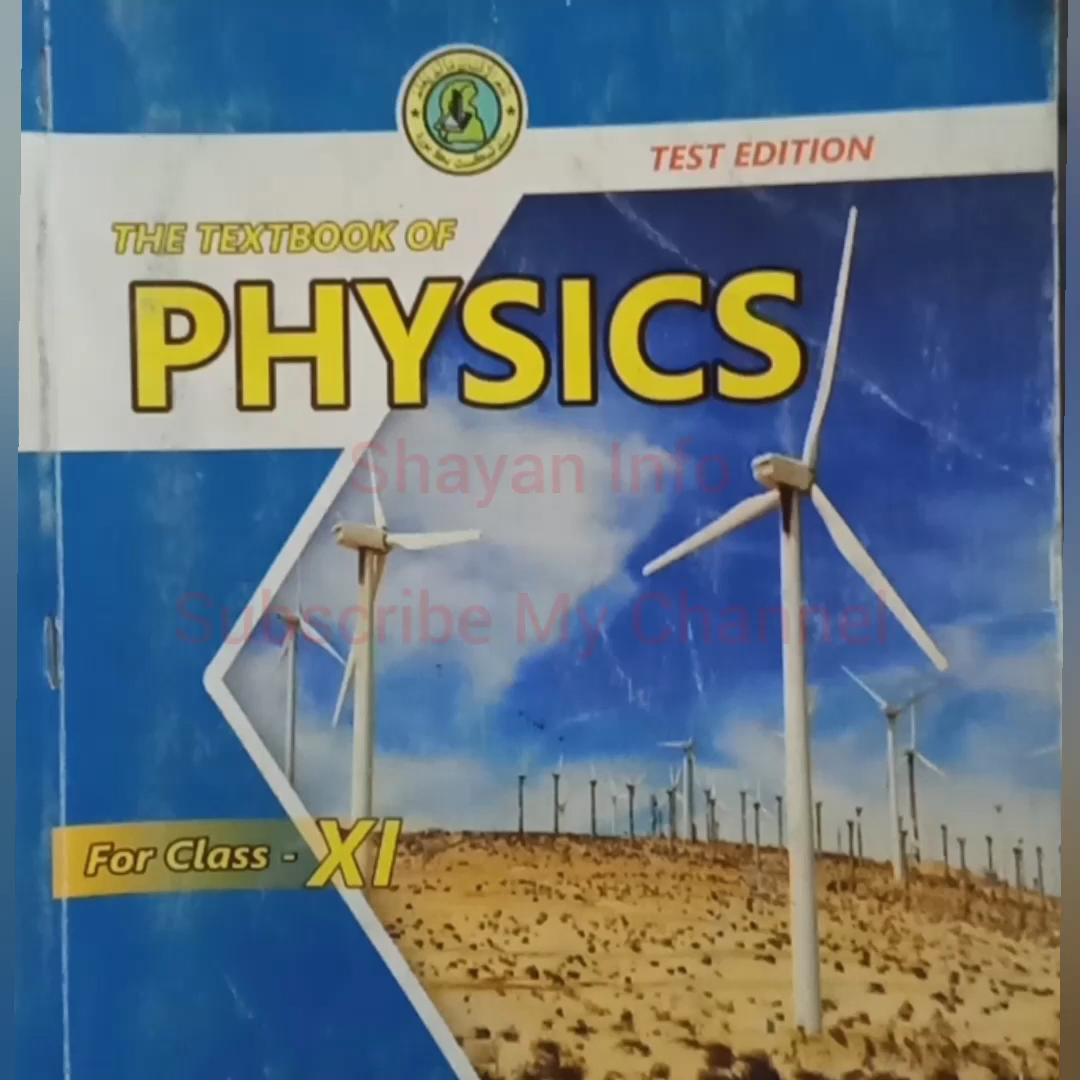 TEST EDITION
THE TEXTBOOK OF
PHYSICS
Shayan Info
Subscribe My Channel
For Class - XI